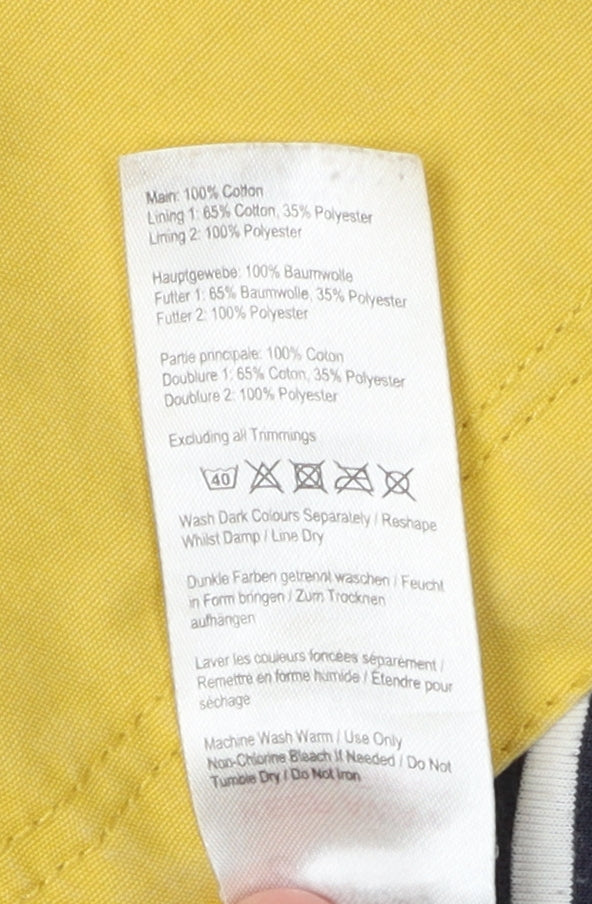 Main: 100% Cotton
Lining 1: 65% Cotton, 35% Polyester
Lining 2: 100% Polyester
Hauptgewebe: 100% Baumwolle
Futter 1: 65% Baumwolle, 35% Polyester
Futter 2: 100% Polyester
Partie principale: 100% Coton
Doublure 1: 65% Coton, 35% Polyester
Doublure 2: 100% Polyester
Excluding all Trimmings
40
Wash Dark Colours Separately / Reshape
Whilst Damp / Line Dry
Dunkle Farben getrennt waschen / Feucht
in Form bringen / Zum Trocknen
aufhängen
Laver les couleurs foncées séparément /
Remettre en forme humide / Étendre pour
séchage
Machine Wash Warm / Use Only
Non-Chlorine Bleach If Needed / Do Not
Tumble Dry / Do Not Iron